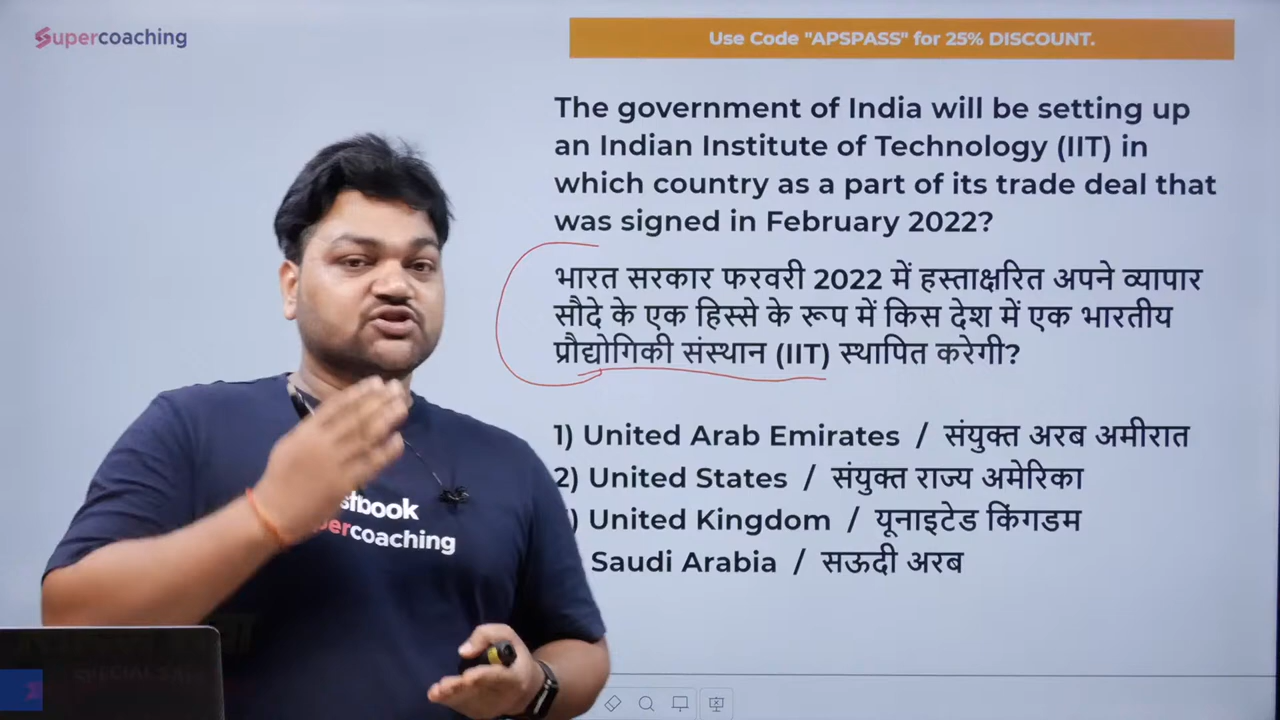 Supercoaching
Use Code "APSPASS" for 25% DISCOUNT.
The government of India will be setting up
an Indian Institute of Technology (IIT) in
which country as a part of its trade deal that
was signed in February 2022?
भारत सरकार फरवरी 2022 में हस्ताक्षरित अपने व्यापार
सौदे के एक हिस्से के रूप में किस देश में एक भारतीय
प्रौद्योगिकी संस्थान (IIT) स्थापित करेगी?
1) United Arab Emirates / संयुक्त अरब अमीरात
2) United States / संयुक्त राज्य अमेरिका
) United Kingdom / यूनाइटेड किंगडम
Saudi Arabia / सऊदी अरब
stbook
percoaching